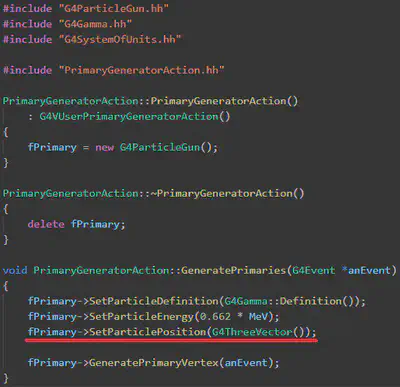 #include "G4ParticleGun.hh"
#include "G4Gamma.hh"
#include "G4SystemOfUnits.hh"
#include "PrimaryGeneratorAction.hh"
PrimaryGeneratorAction::PrimaryGeneratorAction()
    : G4VUserPrimaryGeneratorAction()
{
    fPrimary = new G4ParticleGun();
}
PrimaryGeneratorAction::~PrimaryGeneratorAction()
{
    delete fPrimary;
}
void PrimaryGeneratorAction::GeneratePrimaries(G4Event *anEvent)
{
    fPrimary->SetParticleDefinition(G4Gamma::Definition());
    fPrimary->SetParticleEnergy(0.662 * MeV);
    fPrimary->SetParticlePosition(G4ThreeVector());
    fPrimary->GeneratePrimaryVertex(anEvent);
}